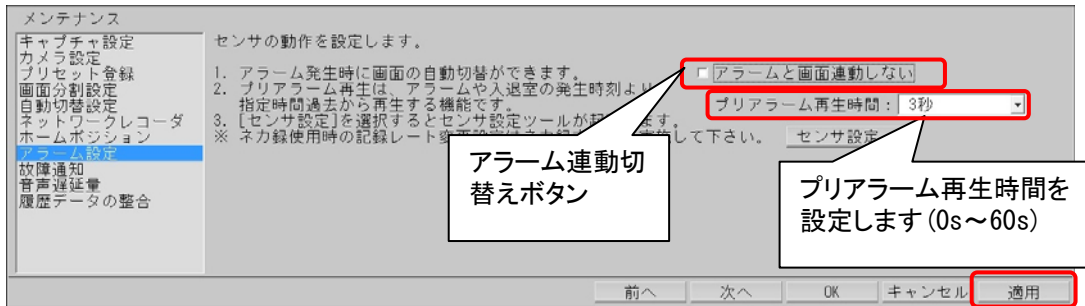 メンテナンス
キャプチャ設定
カメラ設定
プリセット登録
画面分割設定
自動切替設定
ネットワークレコーダ
ホームポジション
アラーム設定
故障通知
音声遅延量
履歴データの整合
センサの動作を設定します。
1. アラーム発生時に画面の自動切替ができます。
2. プリアラーム再生は、アラームや入退室の発生時刻より
指定時間過去から再生する機能です。
3. [センサ設定]を選択するとセンサ設定ツールが起
ます。
※ ネカ録使用時の記録レート変
して下さい。
アラームと画面連動しない
プリアラーム再生時間： 3秒
センサ設定
アラーム連動切
替えボタン
プリアラーム再生時間を
設定します(0s～60s)
前へ 次へ OK キャンセル 適用